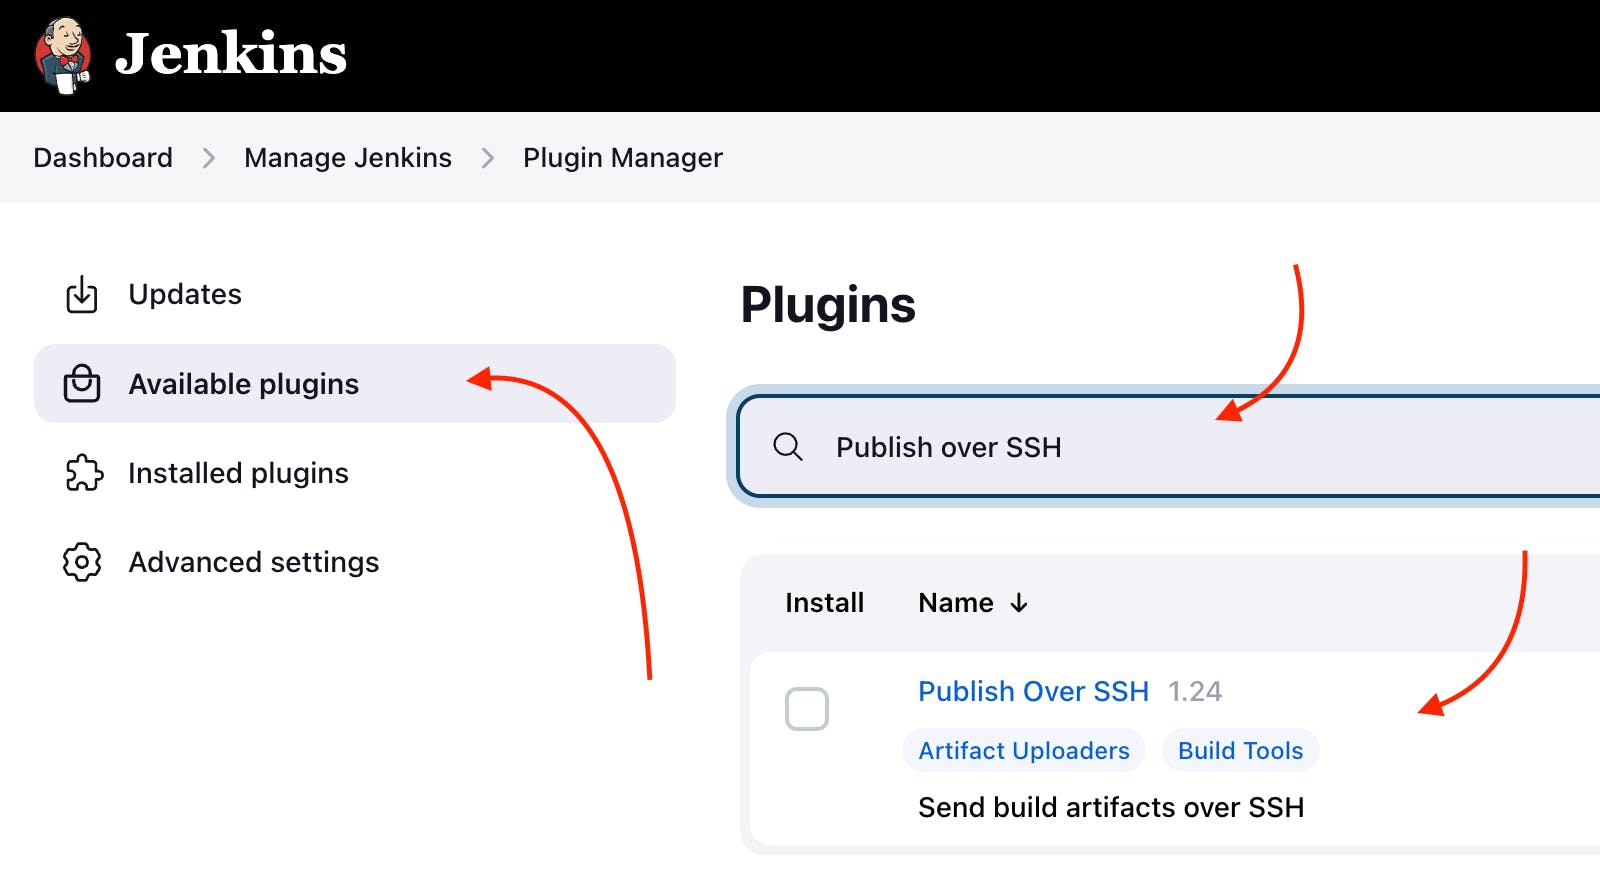 Jenkins
Dashboard > Manage Jenkins > Plugin Manager
Updates
Available plugins
Installed plugins
Advanced settings
Plugins
Publish over SSH
Install Name ↓
Publish Over SSH 1.24
Artifact Uploaders Build Tools
Send build artifacts over SSH